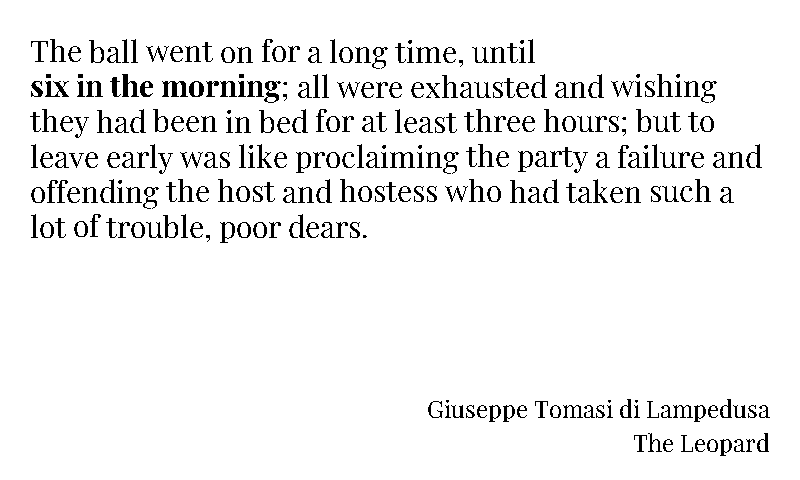 The ball went on for a long time, until
six in the morning; all were exhausted and wishing
they had been in bed for at least three hours; but to
leave early was like proclaiming the party a failure and
offending the host and hostess who had taken such a
lot of trouble, poor dears.
Giuseppe Tomasi di Lampedusa
The Leopard